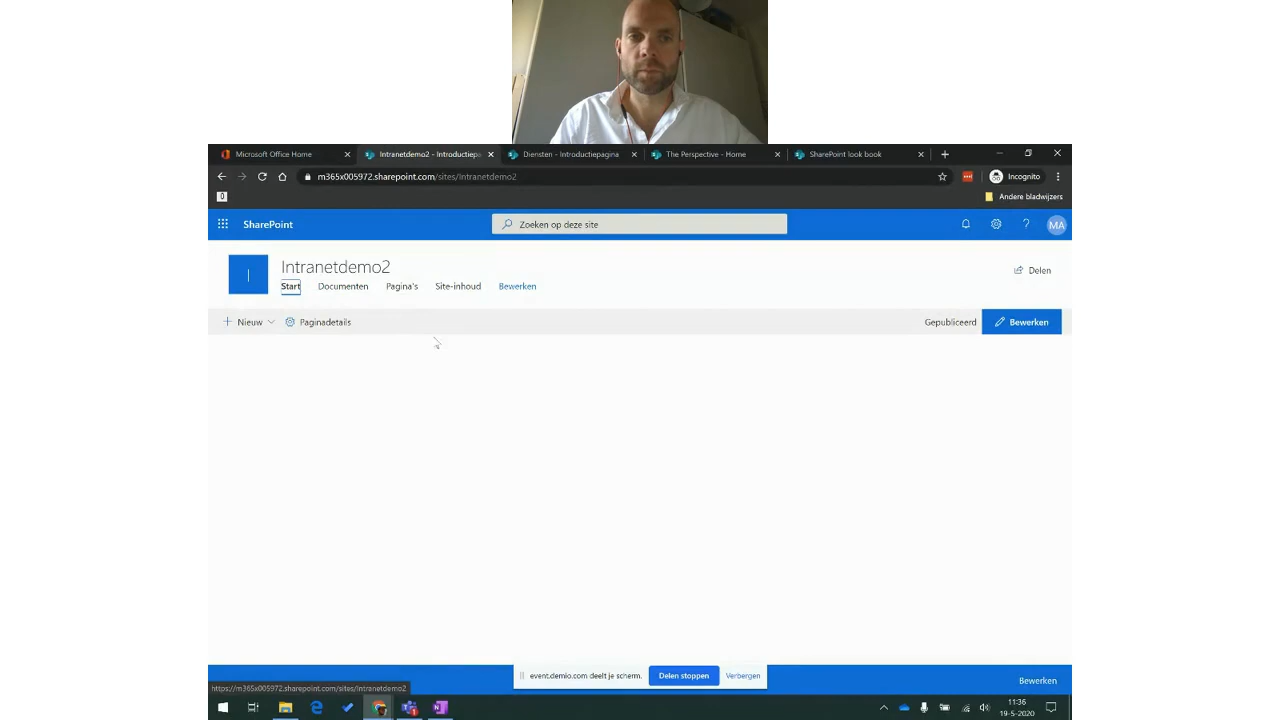 Microsoft Office Home
Intranetdemo2 - Introductiep
Diensten - Introductiepagina
The Perspective - Home
SharePoint look book
m365x005972.sharepoint.com/sites/Intranetdemo2
Incognito
Andere bladwijzers
SharePoint
Zoeken op deze site
?
MA
I
Intranetdemo2
Delen
Start
Documenten
Pagina's
Site-inhoud
Bewerken
Nieuw
Paginadetails
Gepubliceerd
Bewerken
event.demio.com deelt je scherm.
Delen stoppen
Verbergen
Bewerken
https://m365x005972.sharepoint.com/sites/Intranetdemo2
11:36
19-5-2020